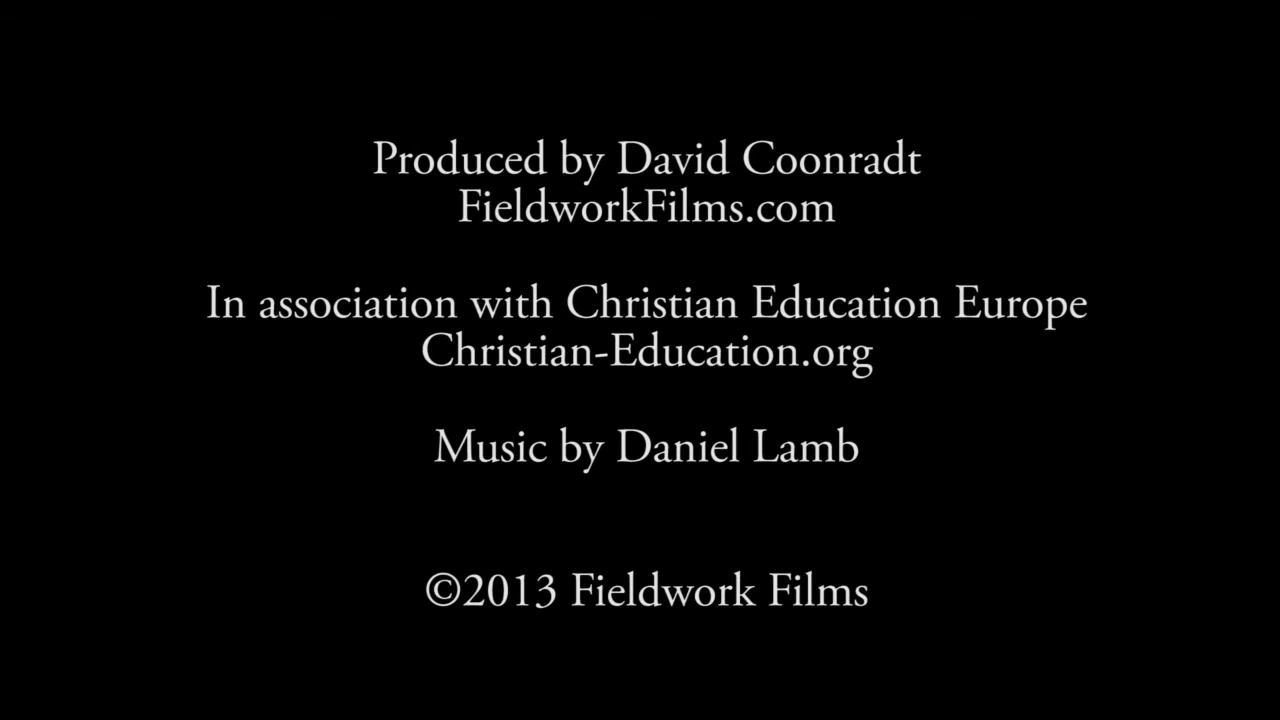 Produced by David Coonradt
FieldworkFilms.com
In association with Christian Education Europe
Christian-Education.org
Music by Daniel Lamb
©2013 Fieldwork Films